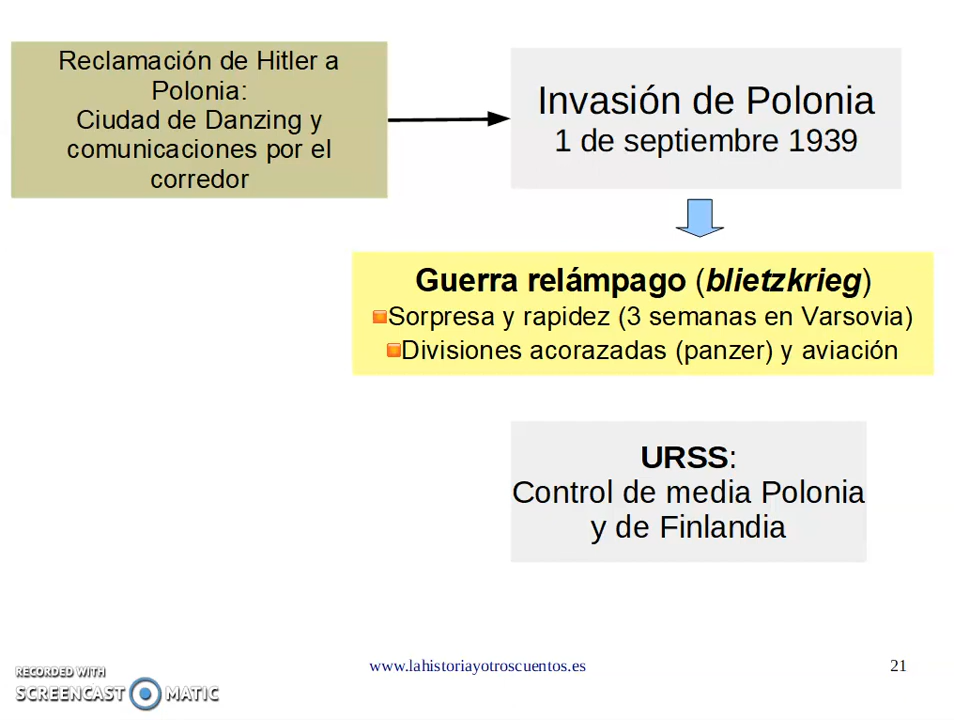 Reclamación de Hitler a
Polonia:
Ciudad de Danzing y
comunicaciones por el
corredor
Invasión de Polonia
1 de septiembre 1939
Guerra relámpago (blietzkrieg)
Sorpresa y rapidez (3 semanas en Varsovia)
Divisiones acorazadas (panzer) y aviación
URSS:
Control de media Polonia
y de Finlandia
www.lahistoriayotroscuentos.es
21
RECORDED WITH
SCREENCAST MATIC